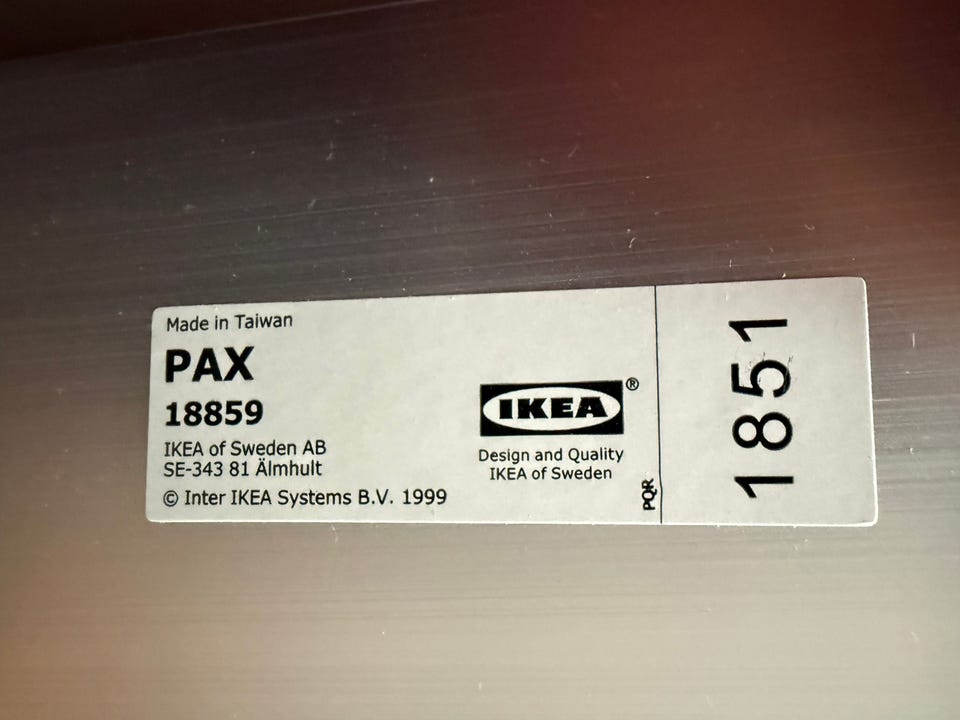 Made in Taiwan
PAX
18859
IKEA of Sweden AB
SE-343 81 Älmhult
© Inter IKEA Systems B.V. 1999
IKEA®
Design and Quality
IKEA of Sweden
PQR
1851